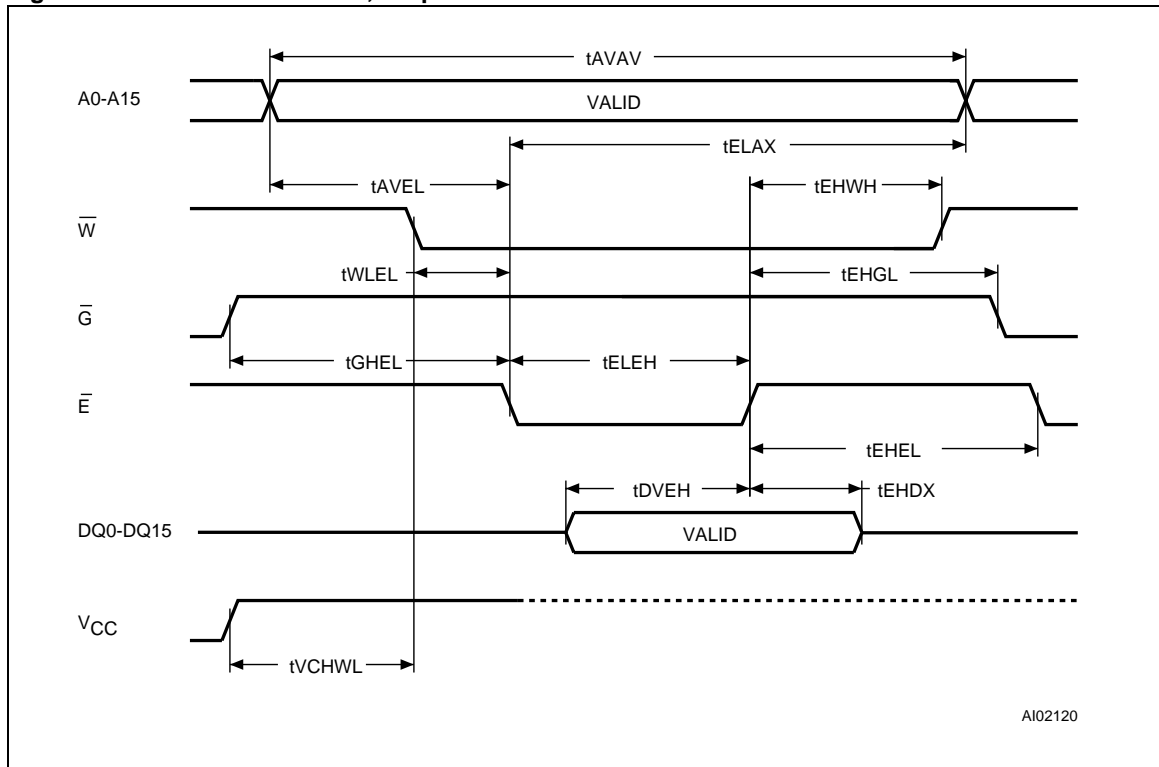 tAVAV
A0-A15
VALID
tELAX
tAVEL
tEHWH
W
tWLEL
tEHGL
G
tGHEL
tELEH
E
tEHEL
tDVEH
tEHDX
DQ0-DQ15
VALID
VCC
tVCHWL
AI02120